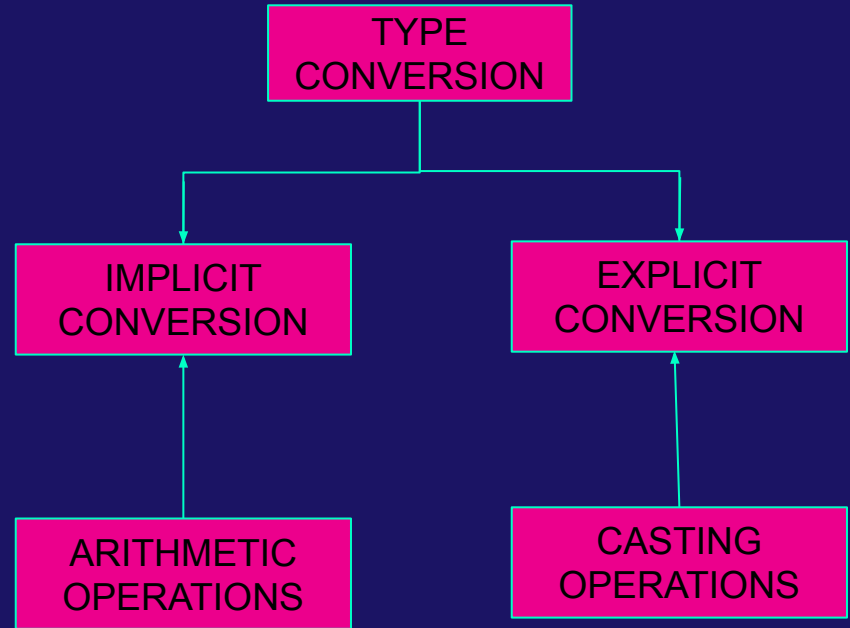 TYPE
CONVERSION
IMPLICIT
CONVERSION
EXPLICIT
CONVERSION
ARITHMETIC
OPERATIONS
CASTING
OPERATIONS